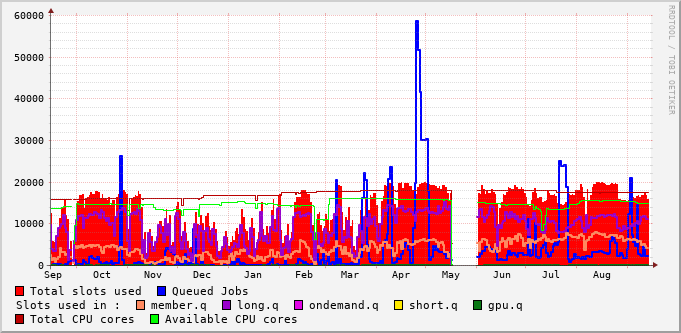 60000
50000
40000
30000
20000
10000
0
Sep Oct Nov Dec Jan Feb Mar Apr May Jun Jul Aug
Total slots used Queued Jobs
Slots used in : member.q long.q ondemand.q short.q gpu.q
Total CPU cores Available CPU cores
RRDTOOL / TOBI OETIKER